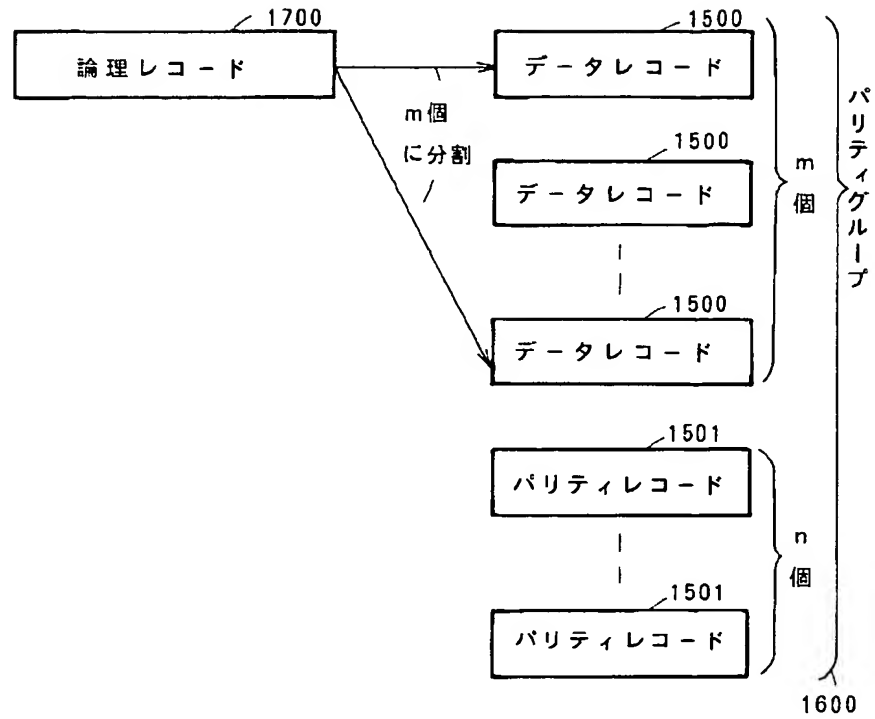 1700
論理レコード
m個
に分割
1500
データレコード
1500
データレコード
1500
データレコード
m個
1501
パリティレコード
1501
パリティレコード
n個
パリティグループ
1600